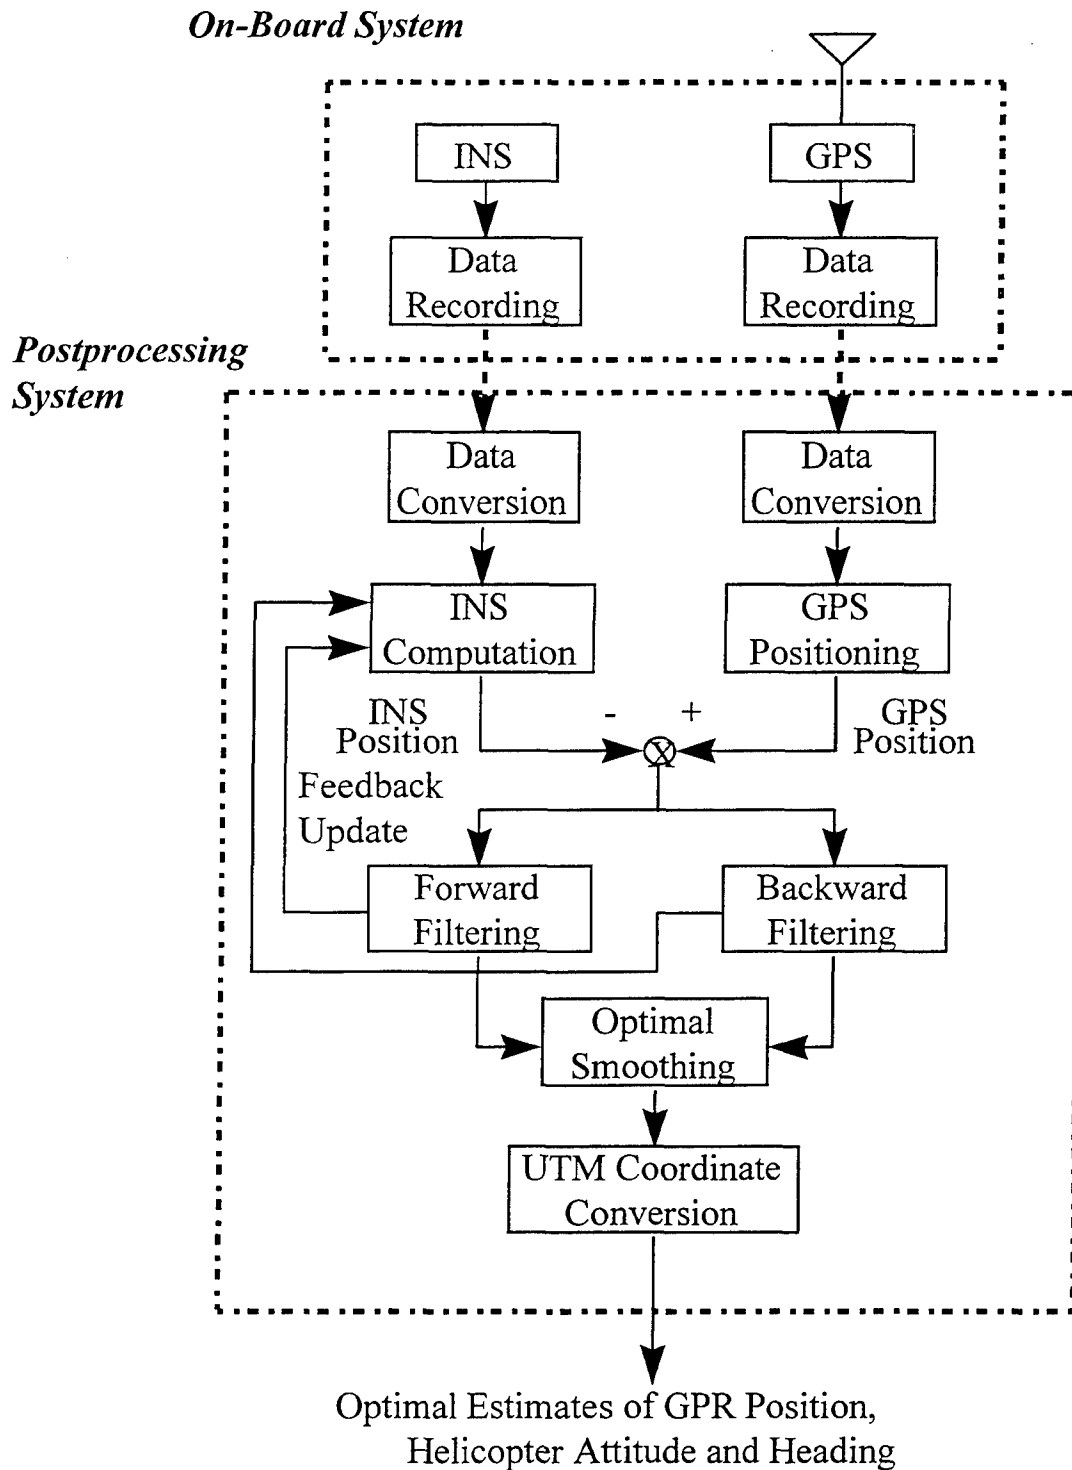 On-Board System
INS
GPS
Data
Recording
Data
Recording
Postprocessing
System
Data
Conversion
Data
Conversion
INS
Computation
GPS
Positioning
INS
Position
- +
GPS
Position
X
Feedback
Update
Forward
Filtering
Backward
Filtering
Optimal
Smoothing
UTM Coordinate
Conversion
Optimal Estimates of GPR Position,
Helicopter Attitude and Heading